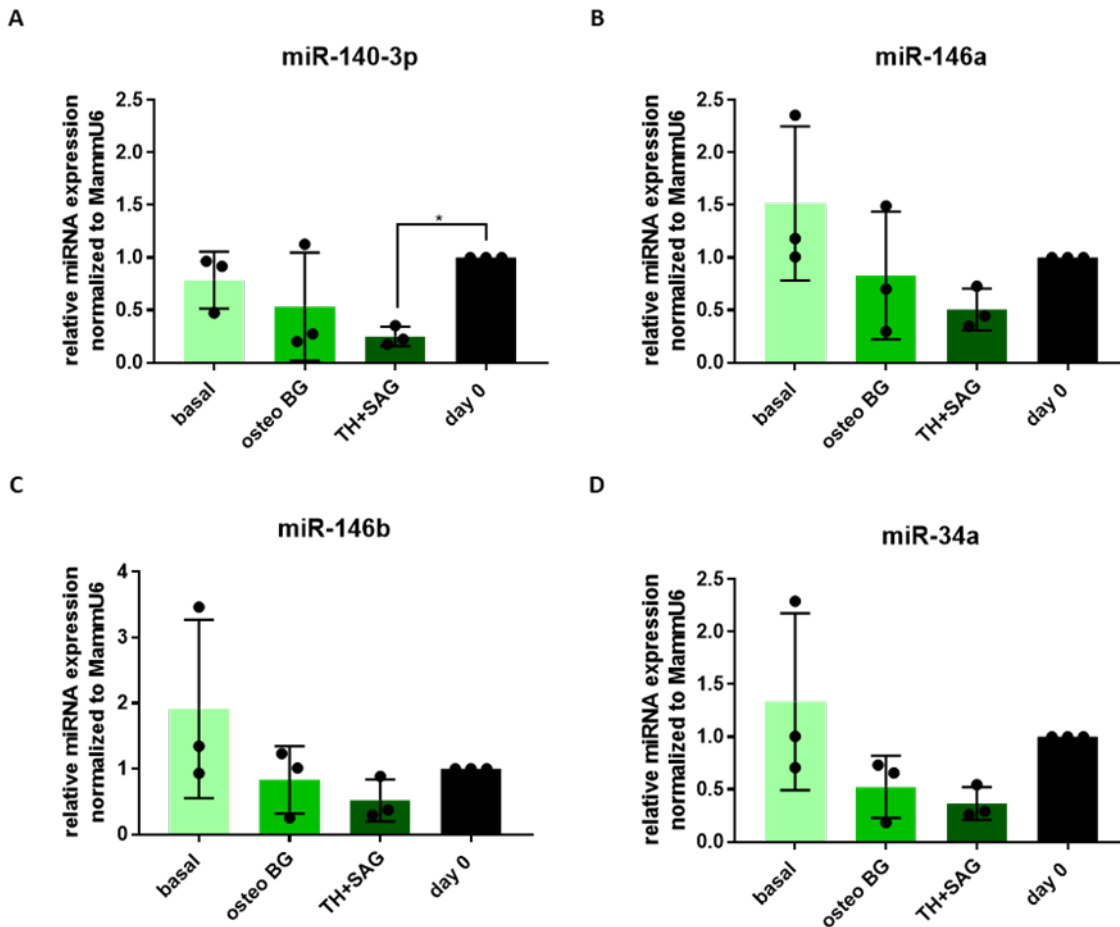 A
miR-140-3p
relative miRNA expression
normalized to MammU6
2.5
2.0
1.5
1.0
0.5
0.0
*
basal
osteo BG
TH+SAG
day 0
B
miR-146a
relative miRNA expression
normalized to MammU6
2.5
2.0
1.5
1.0
0.5
0.0
basal
osteo BG
TH+SAG
day 0
C
miR-146b
relative miRNA expression
normalized to MammU6
4
3
2
1
0
basal
osteo BG
TH+SAG
day 0
D
miR-34a
relative miRNA expression
normalized to MammU6
2.5
2.0
1.5
1.0
0.5
0.0
basal
osteo BG
TH+SAG
day 0